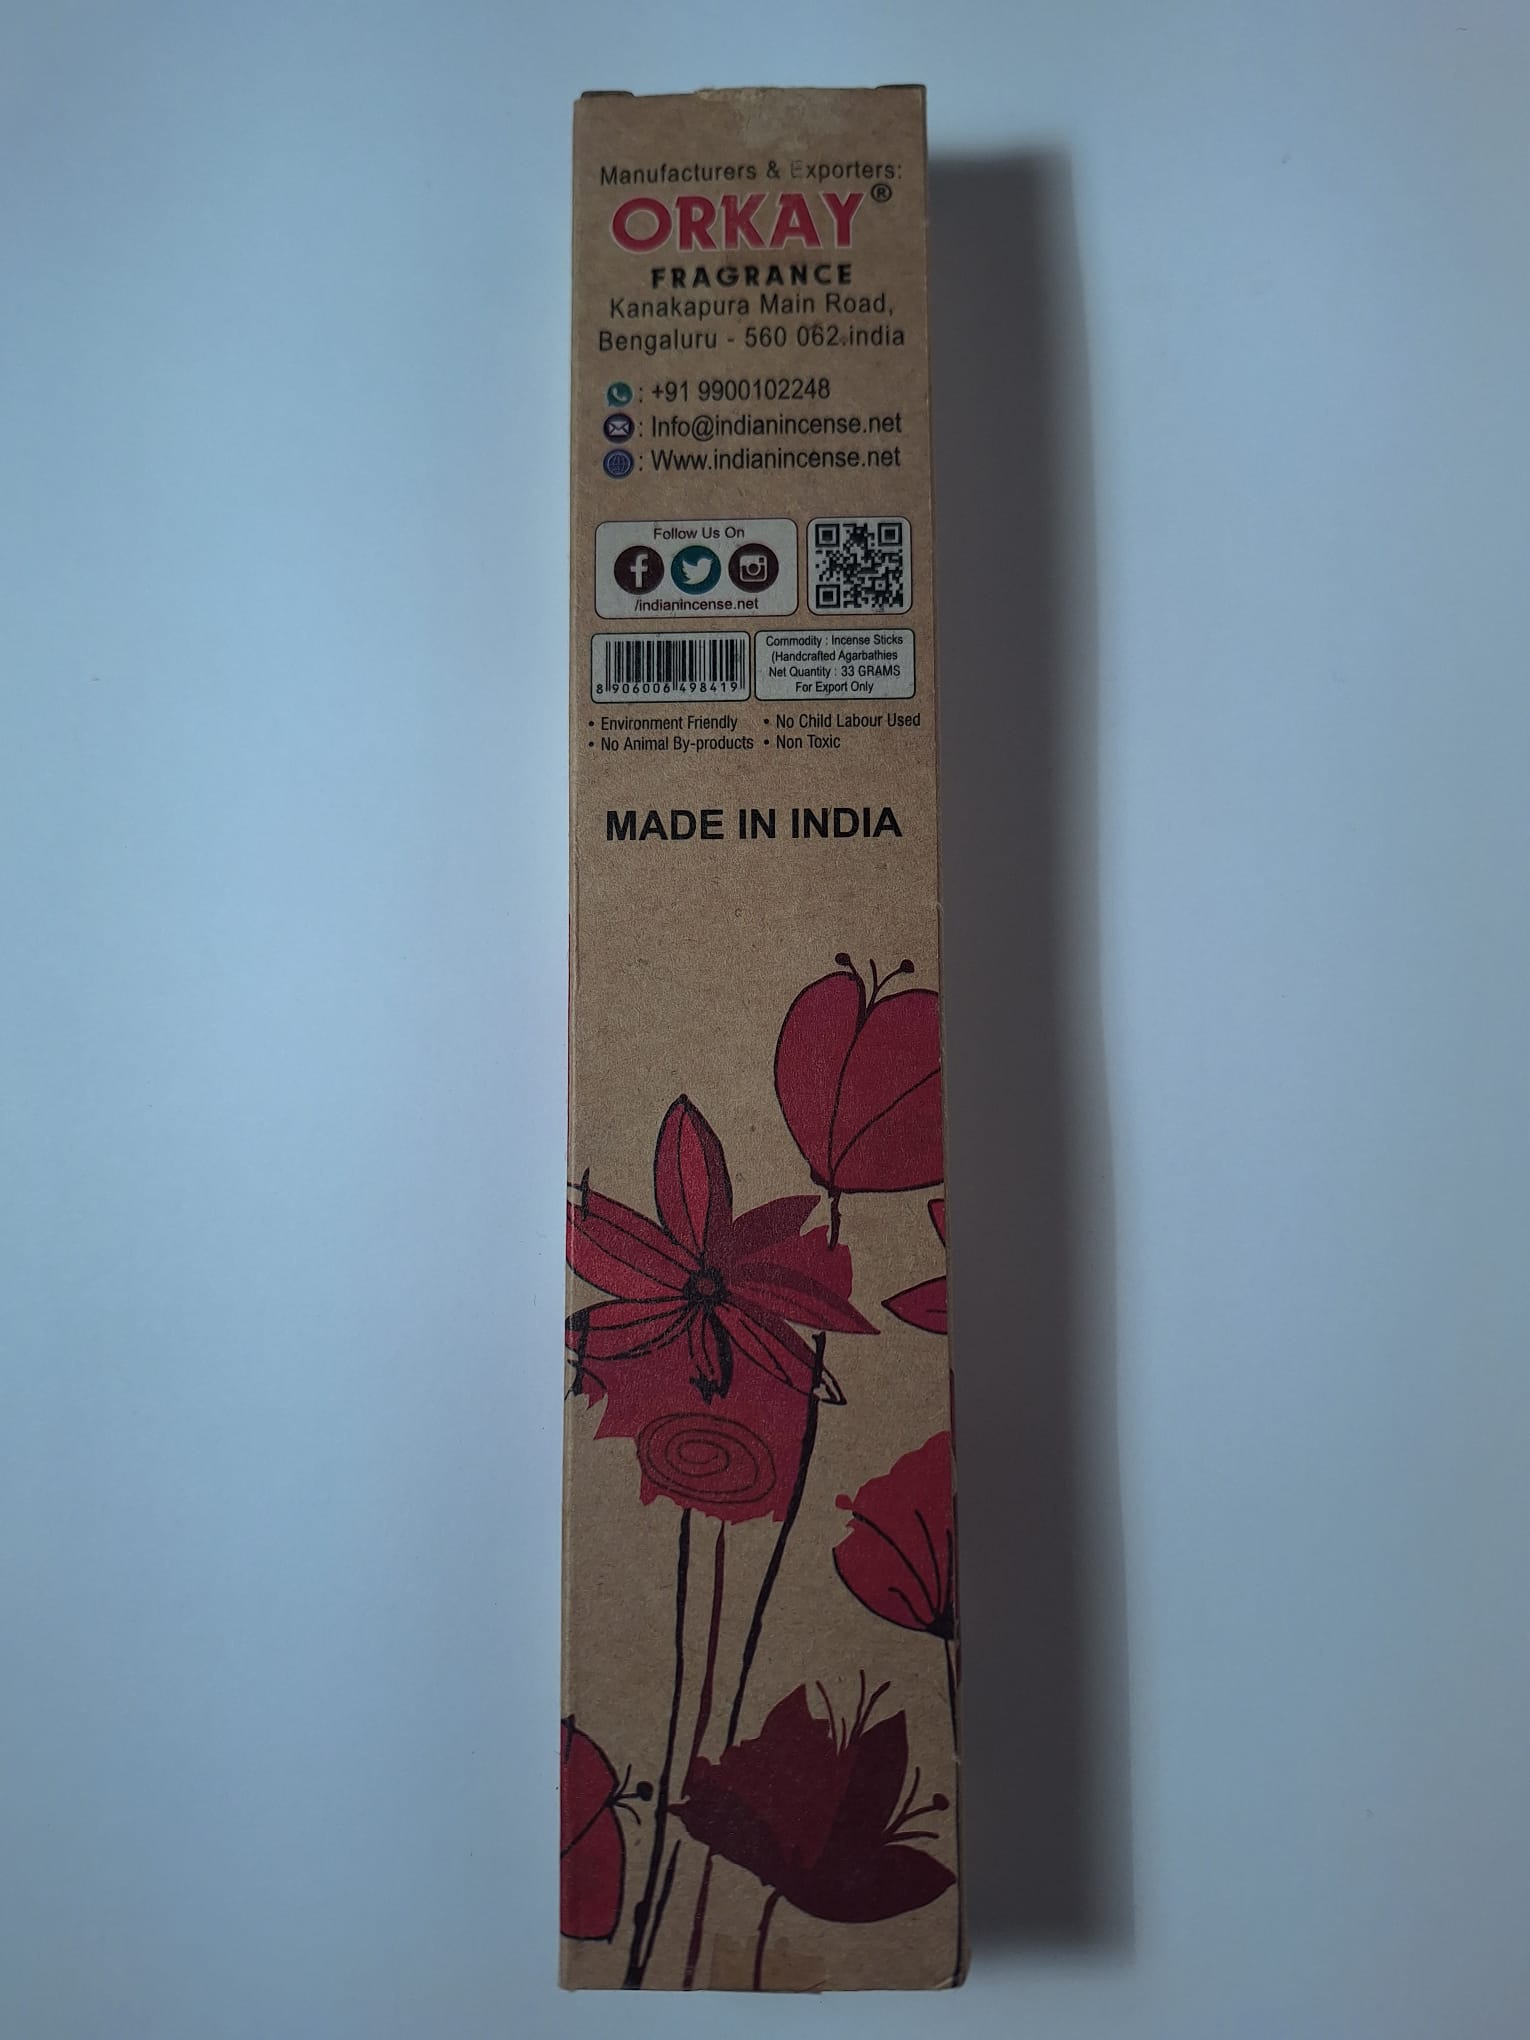 Manufacturers & Exporters:
ORKAY®
FRAGRANCE
Kanakapura Main Road,
Bengaluru - 560 062.india
: +91 9900102248
: Info@indianincense.net
: Www.indianincense.net
Follow Us On
/indianincense.net
8 906006 498419
Commodity : Incense Sticks
(Handcrafted Agarbathies
Net Quantity : 33 GRAMS
For Export Only
• Environment Friendly • No Child Labour Used
• No Animal By-products • Non Toxic
MADE IN INDIA